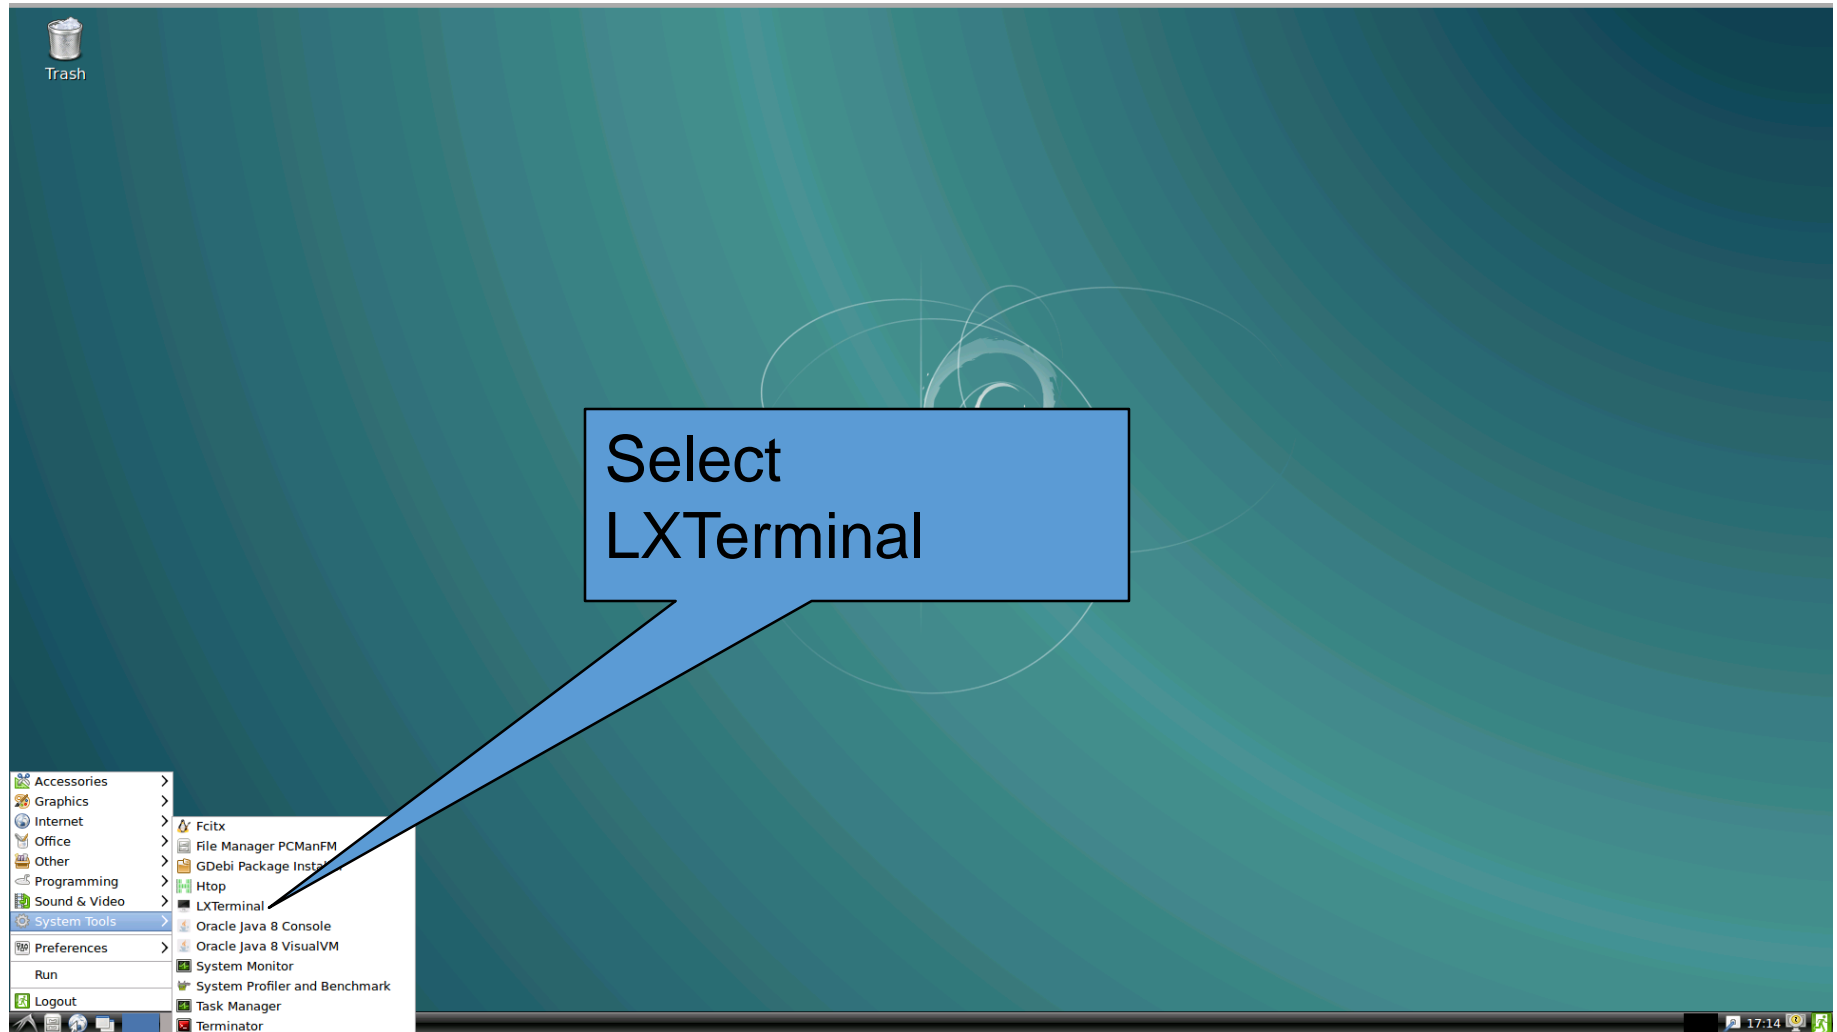 Trash
Select
LXTerminal
Accessories
Graphics
Internet
Office
Other
Programming
Sound & Video
System Tools
Preferences
Run
Logout
Fcitx
File Manager PCManFM
GDebi Package
Htop
LXTerminal
Oracle Java 8 Console
Oracle Java 8 VisualVM
System Monitor
System Profiler and Benchmark
Task Manager
Terminator
17:14